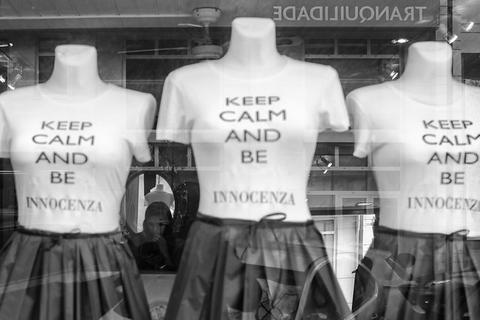 TRANQUILIDADE
KEEP
CALM
AND
BE
INNOCENZA
KEEP
CALM
AND
BE
INNOCENZA
KEEP
CALM
AND
BE
INNOCENZA